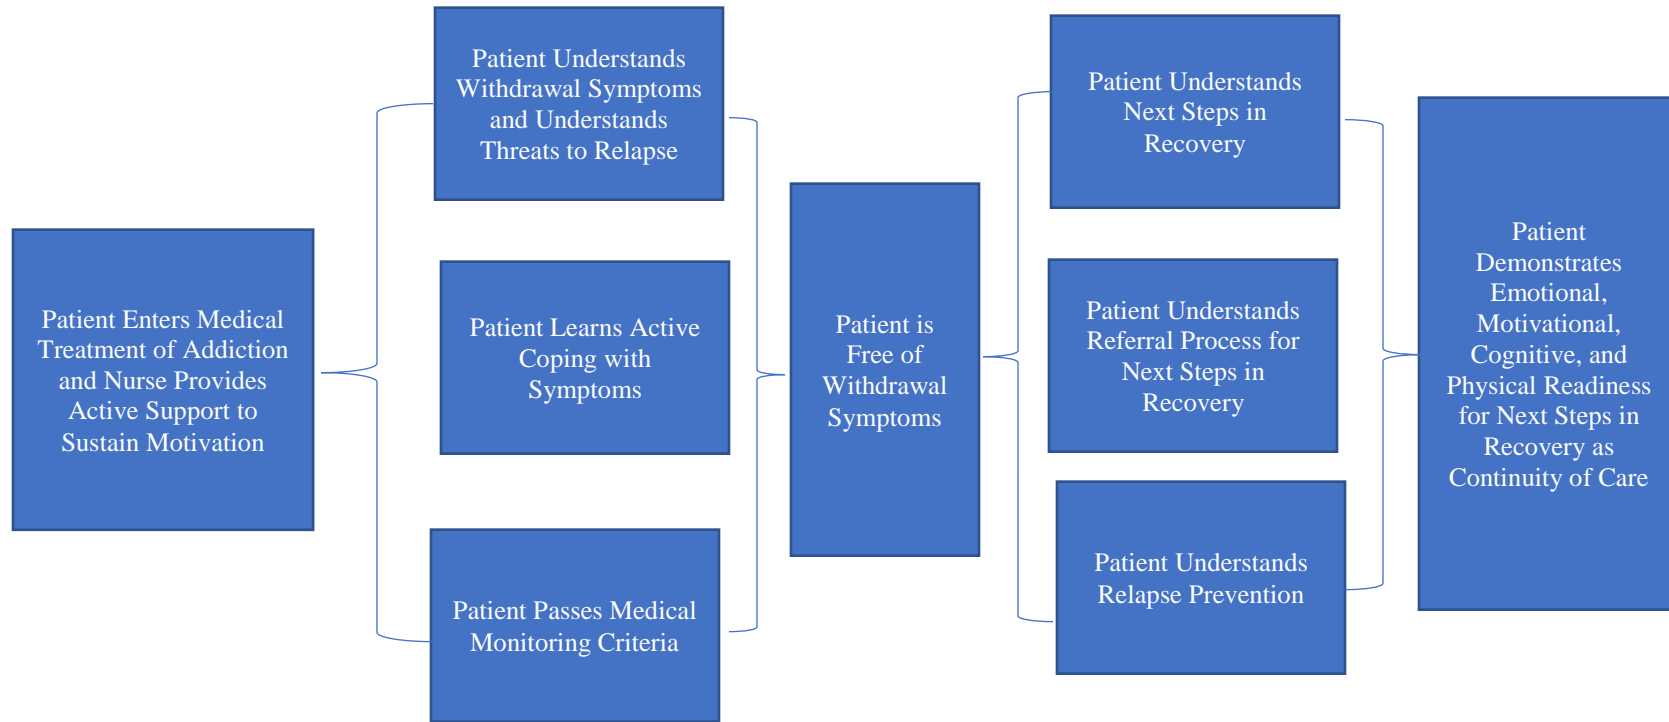 Patient Enters Medical
Treatment of Addiction
and Nurse Provides
Active Support to
Sustain Motivation
Patient Understands
Withdrawal Symptoms
and Understands
Threats to Relapse
Patient Learns Active
Coping with
Symptoms
Patient Passes Medical
Monitoring Criteria
Patient is
Free of
Withdrawal
Symptoms
Patient Understands
Next Steps in
Recovery
Patient Understands
Referral Process for
Next Steps in
Recovery
Patient Understands
Relapse Prevention
Patient
Demonstrates
Emotional,
Motivational,
Cognitive, and
Physical Readiness
for Next Steps in
Recovery as
Continuity of Care